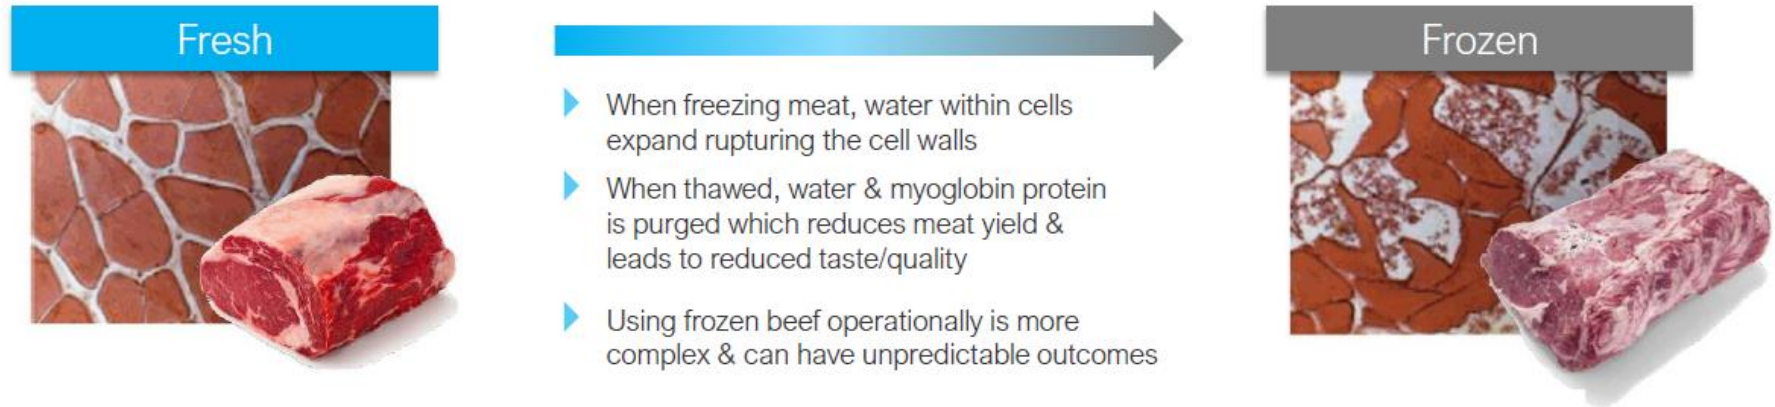 Fresh
When freezing meat, water within cells
expand rupturing the cell walls
When thawed, water & myoglobin protein
is purged which reduces meat yield &
leads to reduced taste/quality
Using frozen beef operationally is more
complex & can have unpredictable outcomes
Frozen